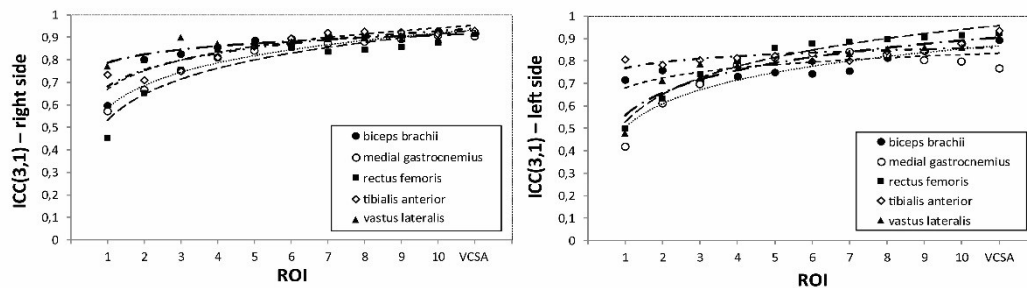 ICC(3,1) – right side
1
0,9
0,8
0,7
0,6
0,5
0,4
0,3
0,2
0,1
0
biceps brachii
medial gastrocnemius
rectus femoris
tibialis anterior
vastus lateralis
1 2 3 4 5 6 7 8 9 10 VCSA
ROI
ICC(3,1) – left side
1
0,9
0,8
0,7
0,6
0,5
0,4
0,3
0,2
0,1
0
biceps brachii
medial gastrocnemius
rectus femoris
tibialis anterior
vastus lateralis
1 2 3 4 5 6 7 8 9 10 VCSA
ROI